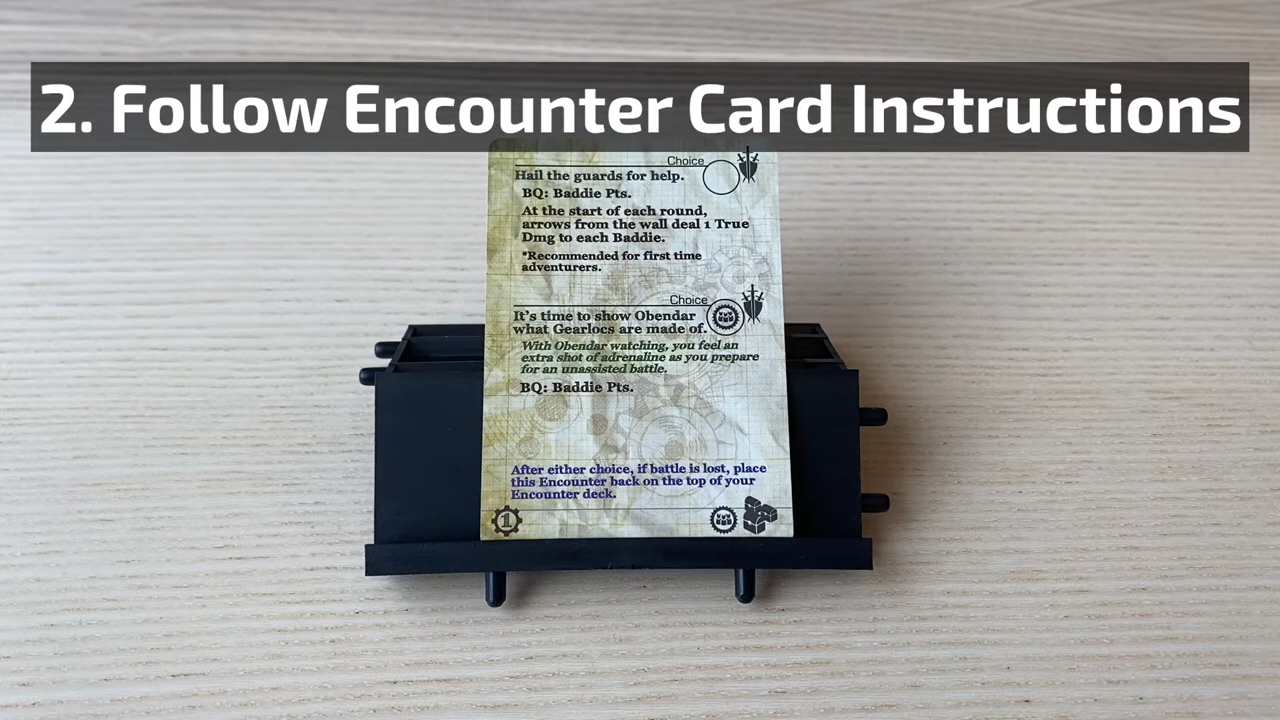 2. Follow Encounter Card Instructions
Choice
Hail the guards for help.
BQ: Baddie Pts.
At the start of each round,
arrows from the wall deal 1 True
Dmg to each Baddie.
*Recommended for first time
adventurers.
Choice
It's time to show Obendar
what Gearlocs are made of.
With Obendar watching, you feel an
extra shot of adrenaline as you prepare
for an unassisted battle.
BQ: Baddie Pts.
After either choice, if battle is lost, place
this Encounter back on the top of your
Encounter deck.
1